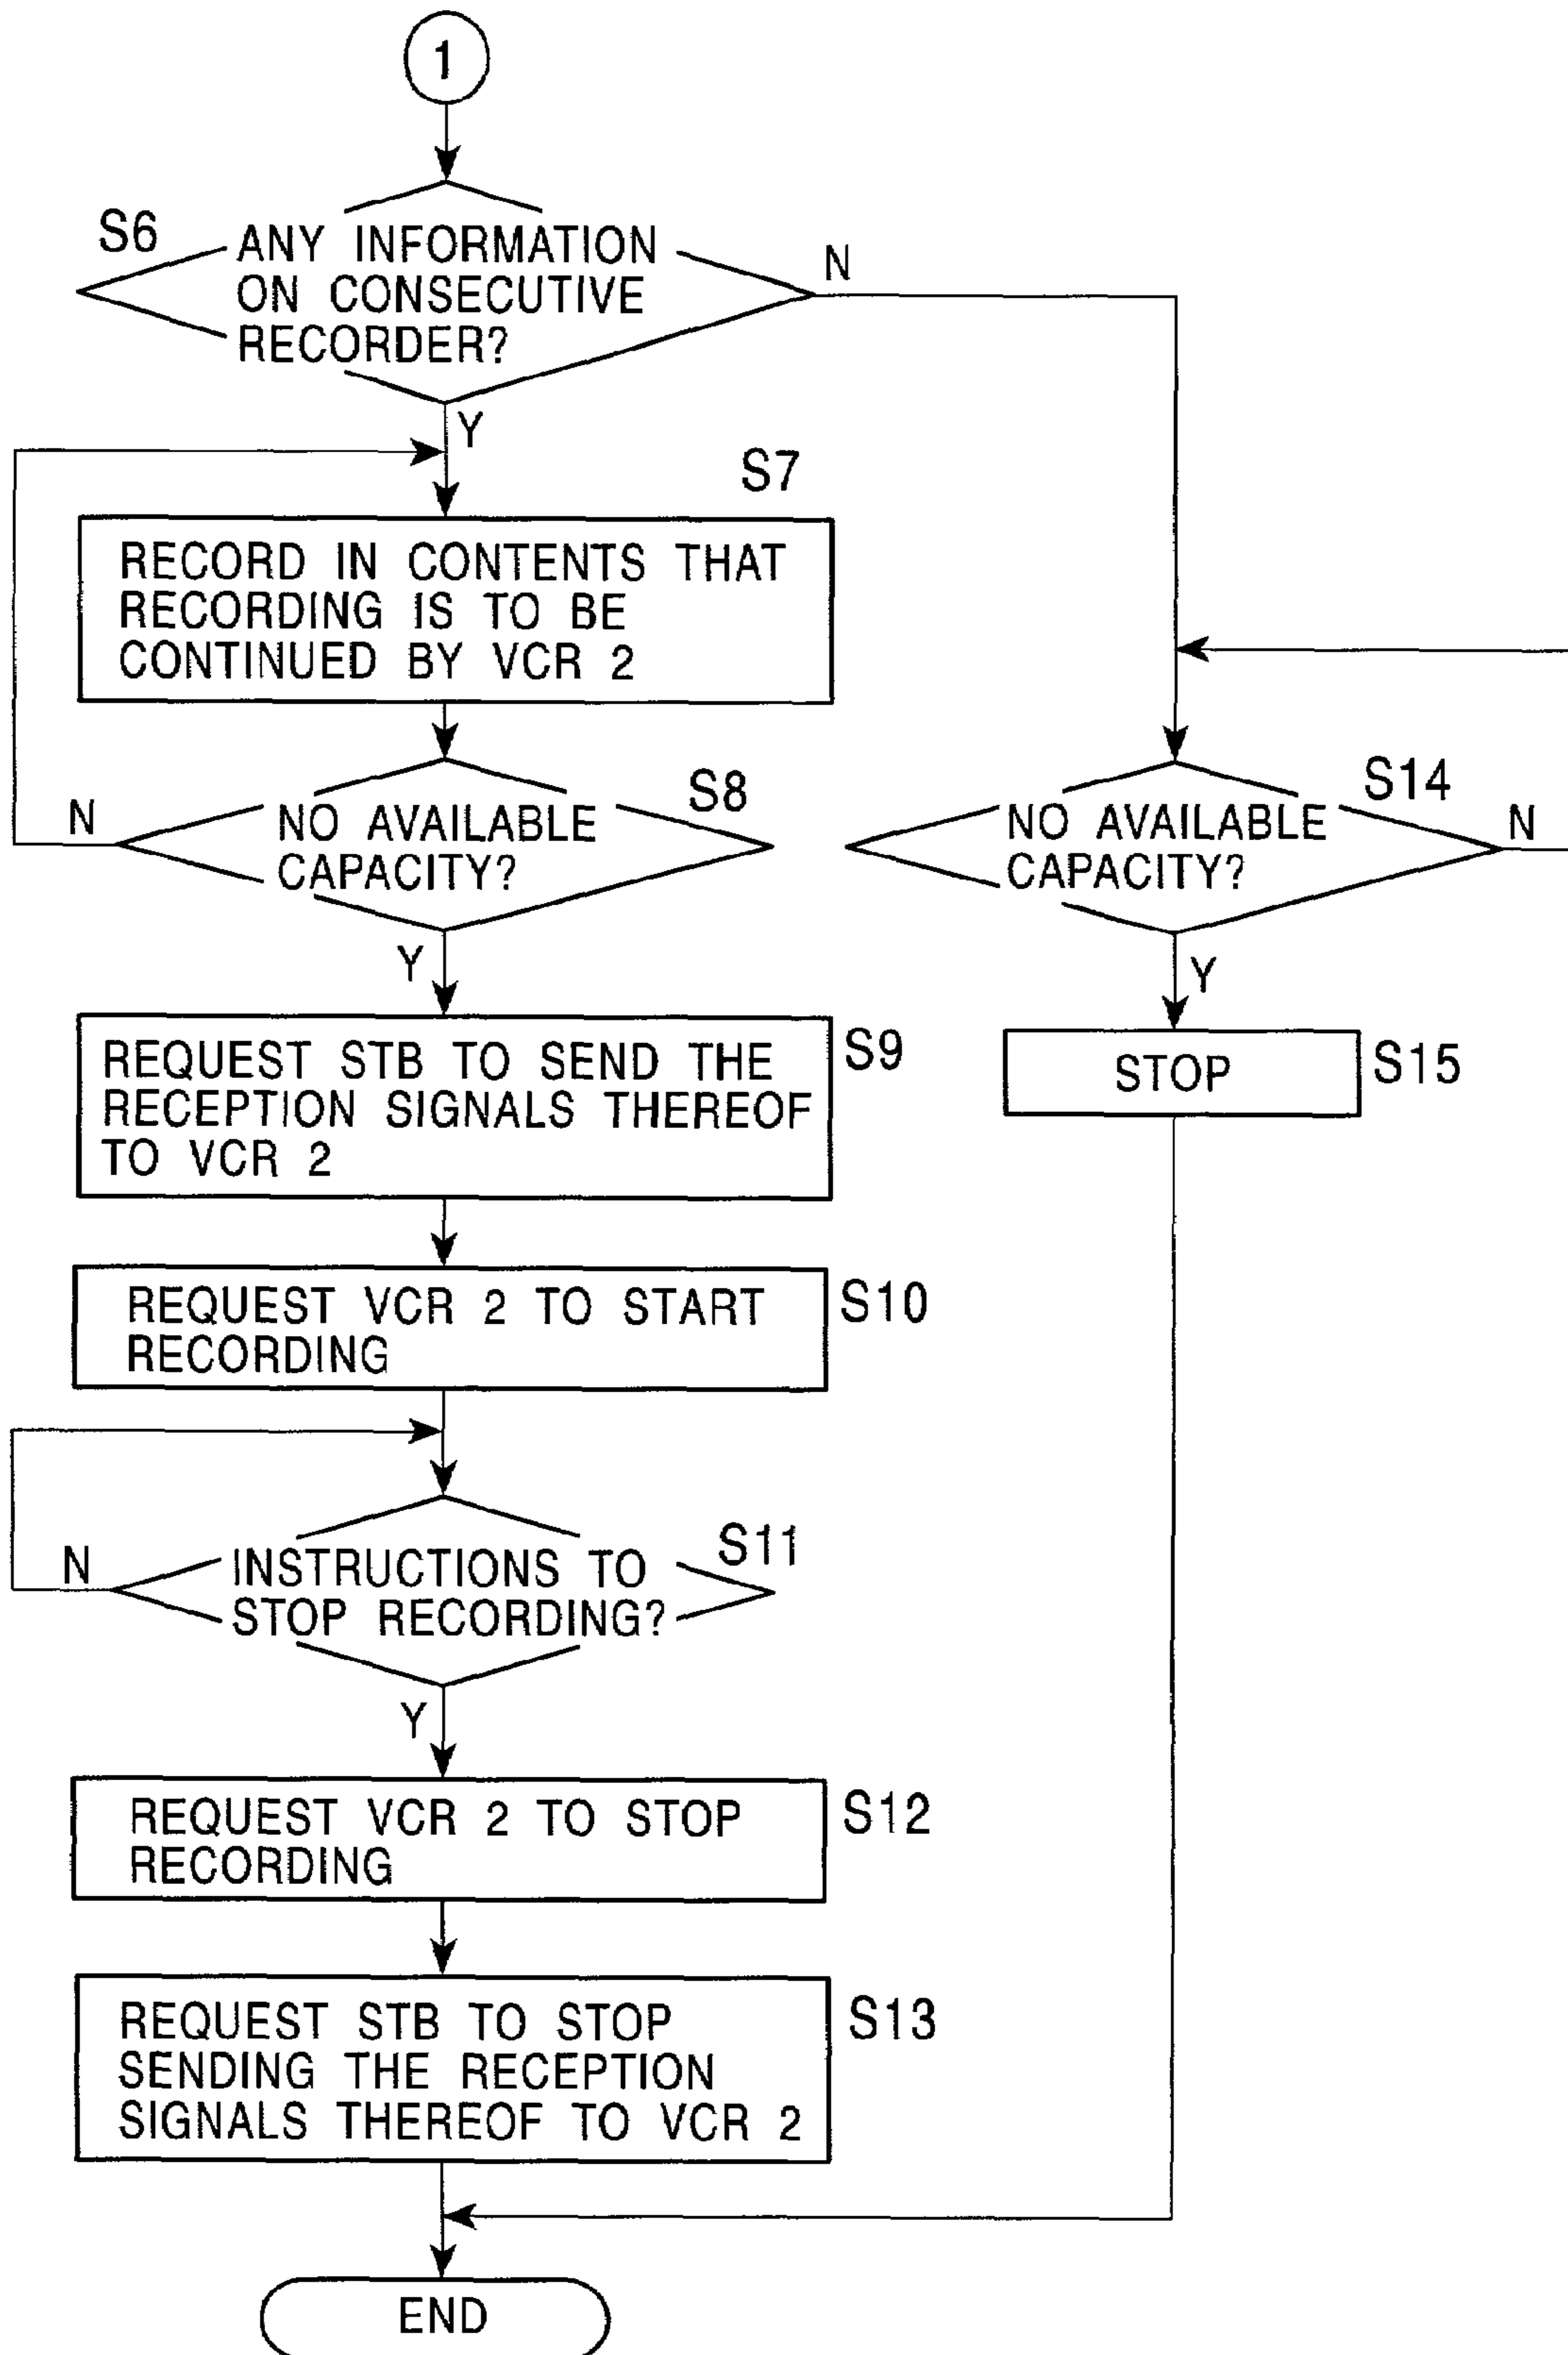 1
S6
ANY INFORMATION
ON CONSECUTIVE
RECORDER?
N
Y
S7
RECORD IN CONTENTS THAT
RECORDING IS TO BE
CONTINUED BY VCR 2
S8
N
NO AVAILABLE
CAPACITY?
Y
S14
NO AVAILABLE
CAPACITY?
N
Y
REQUEST STB TO SEND THE
RECEPTION SIGNALS THEREOF
TO VCR 2
S9
STOP
S15
REQUEST VCR 2 TO START
RECORDING
S10
S11
N
INSTRUCTIONS TO
STOP RECORDING?
Y
REQUEST VCR 2 TO STOP
RECORDING
S12
REQUEST STB TO STOP
SENDING THE RECEPTION
SIGNALS THEREOF TO VCR 2
S13
END